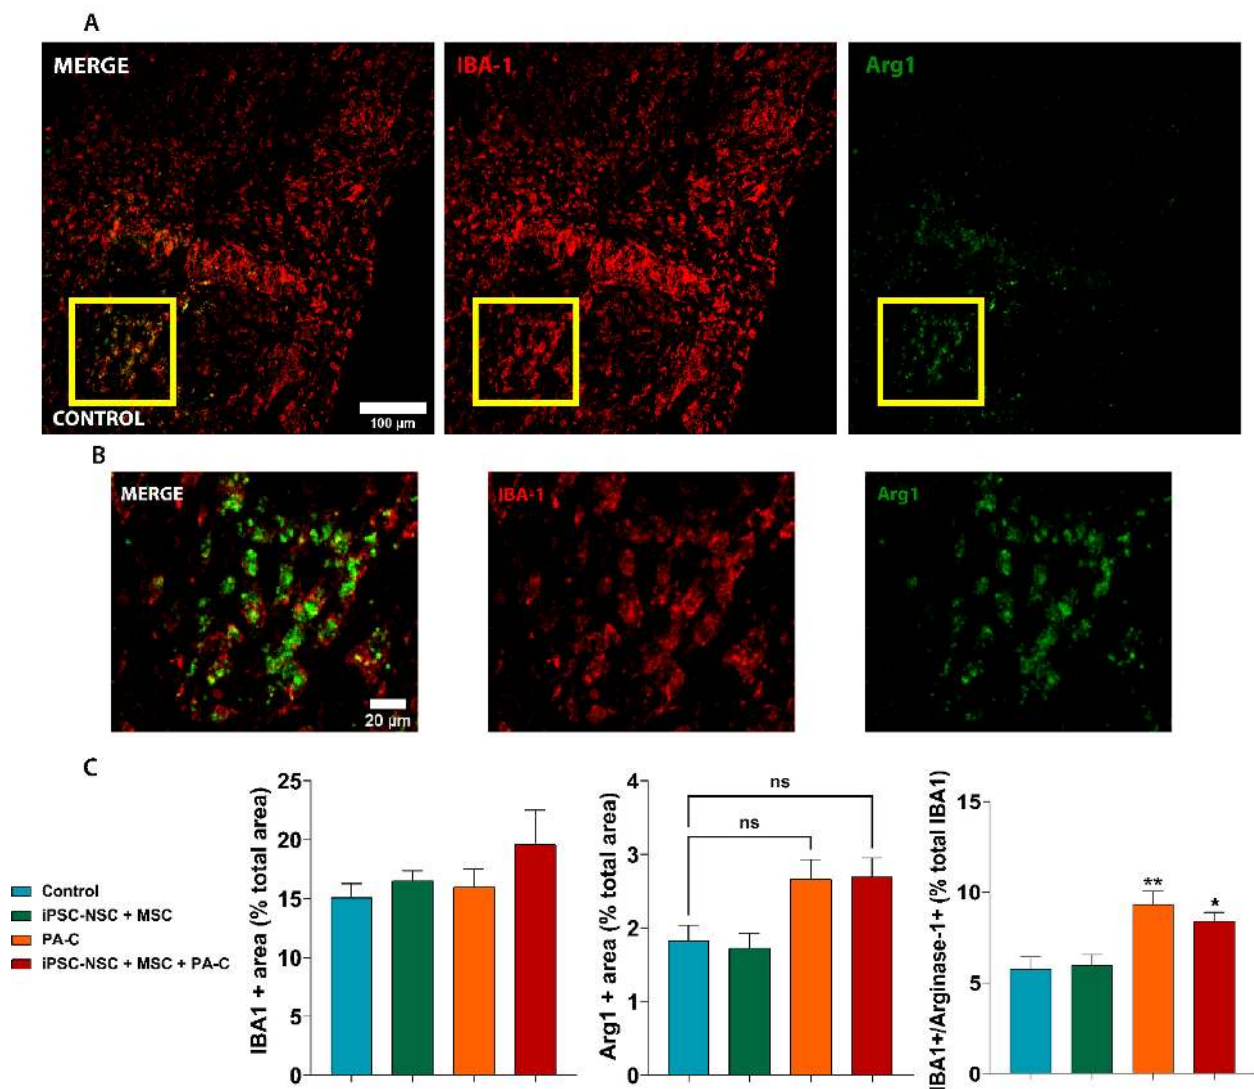 A
MERGE
IBA-1
Arg1
CONTROL
100 µm
B
MERGE
IBA-1
Arg1
20 µm
C
Control
iPSC-NSC + MSC
PA-C
iPSC-NSC + MSC + PA-C
IBA1 + area (% total area)
25
20
15
10
5
0
Arg1 + area (% total area)
4
3
2
1
0
ns
ns
IBA1+/Arginase-1+ (% total IBA1)
15
10
5
0
**
*